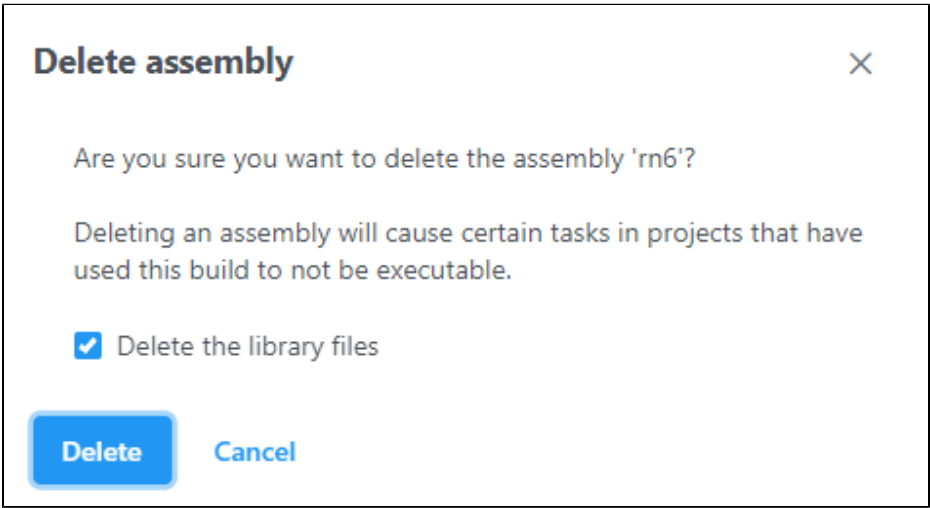 Delete assembly
Are you sure you want to delete the assembly 'rn6'?
Deleting an assembly will cause certain tasks in projects that have
used this build to not be executable.
Delete the library files
Delete
Cancel